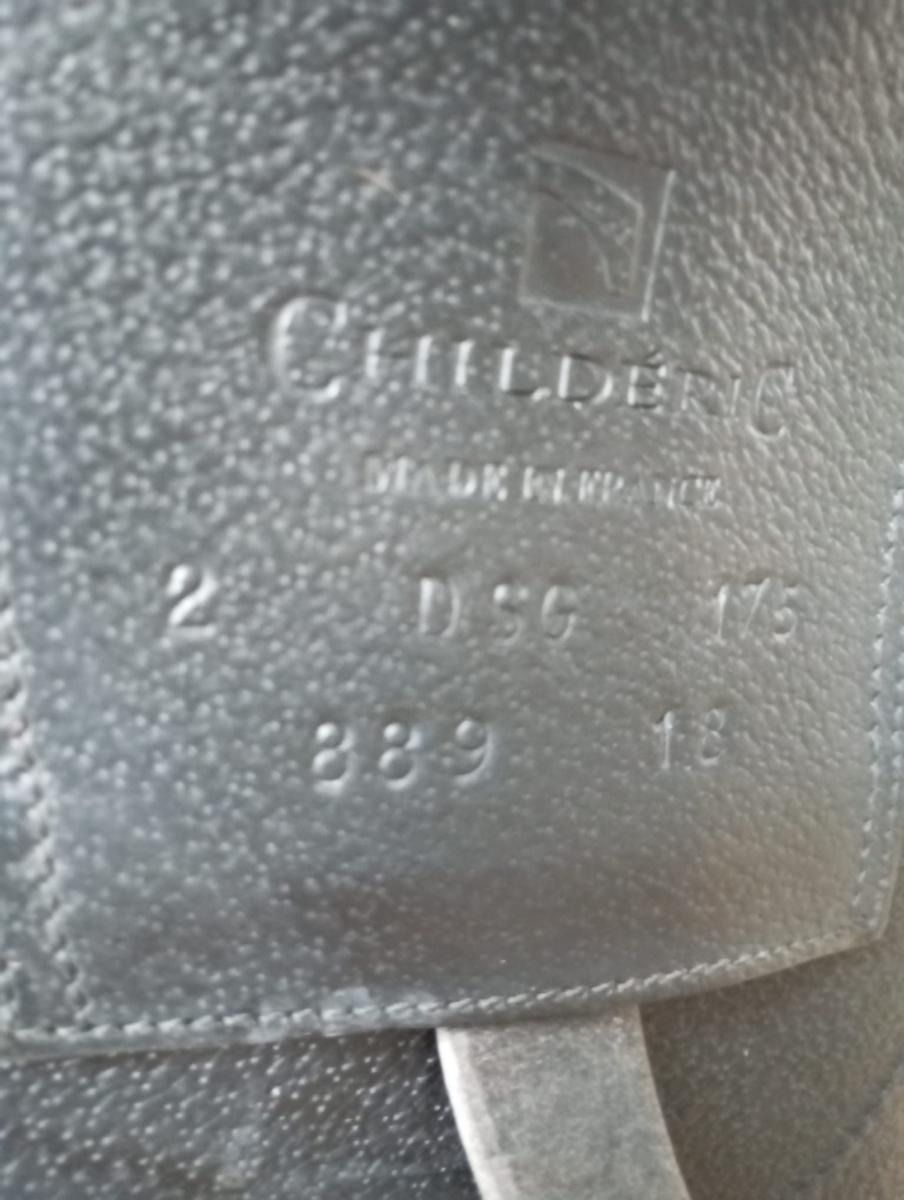 CHILDÉRIC
MADE IN FRANCE
2 DSG 175
889 18